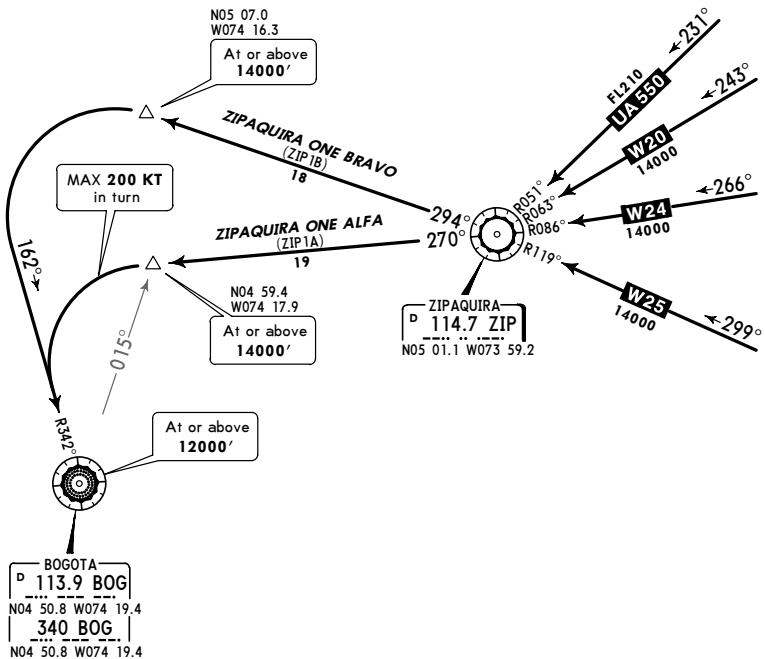 N05 07.0
W074 16.3
At or above
14000'
←231°
FL210
UA 550
←243°
W20
14000
←266°
W24
14000
←299°
W25
14000
R051°
R063°
R086°
R119°
ZIPAQUIRA ONE BRAVO
(ZIP1B)
18
294°
ZIPAQUIRA ONE ALFA
(ZIP1A)
19
270°
MAX 200 KT
in turn
162°→
015°
N04 59.4
W074 17.9
At or above
14000'
ZIPAQUIRA
D 114.7 ZIP
N05 01.1 W073 59.2
R342°
At or above
12000'
BOGOTA
D 113.9 BOG
N04 50.8 W074 19.4
340 BOG
N04 50.8 W074 19.4